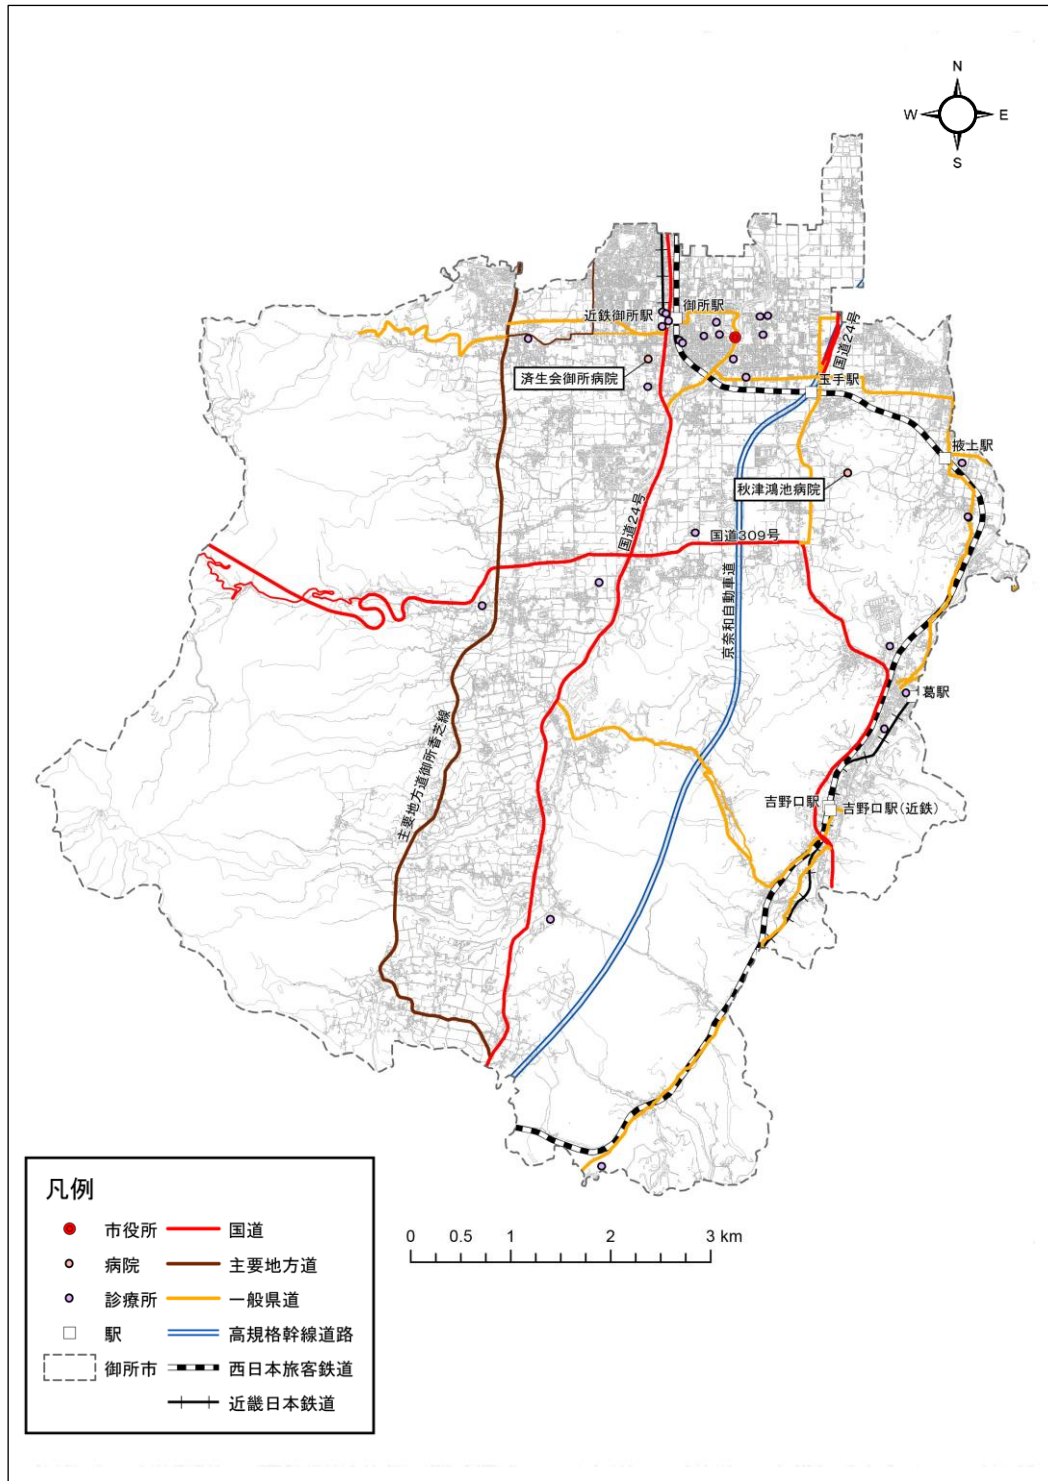 N
W
E
S
御所駅
近鉄御所駅
国道24号
玉手駅
済生会御所病院
掖上駅
秋津鴻池病院
国道24号
国道309号
京奈和自動車道
葛駅
主要地方道御所香芝線
吉野口駅
吉野口駅(近鉄)
凡例
市役所
国道
病院
主要地方道
診療所
一般県道
駅
高規格幹線道路
御所市
西日本旅客鉄道
近畿日本鉄道
0 0.5 1 2 3 km